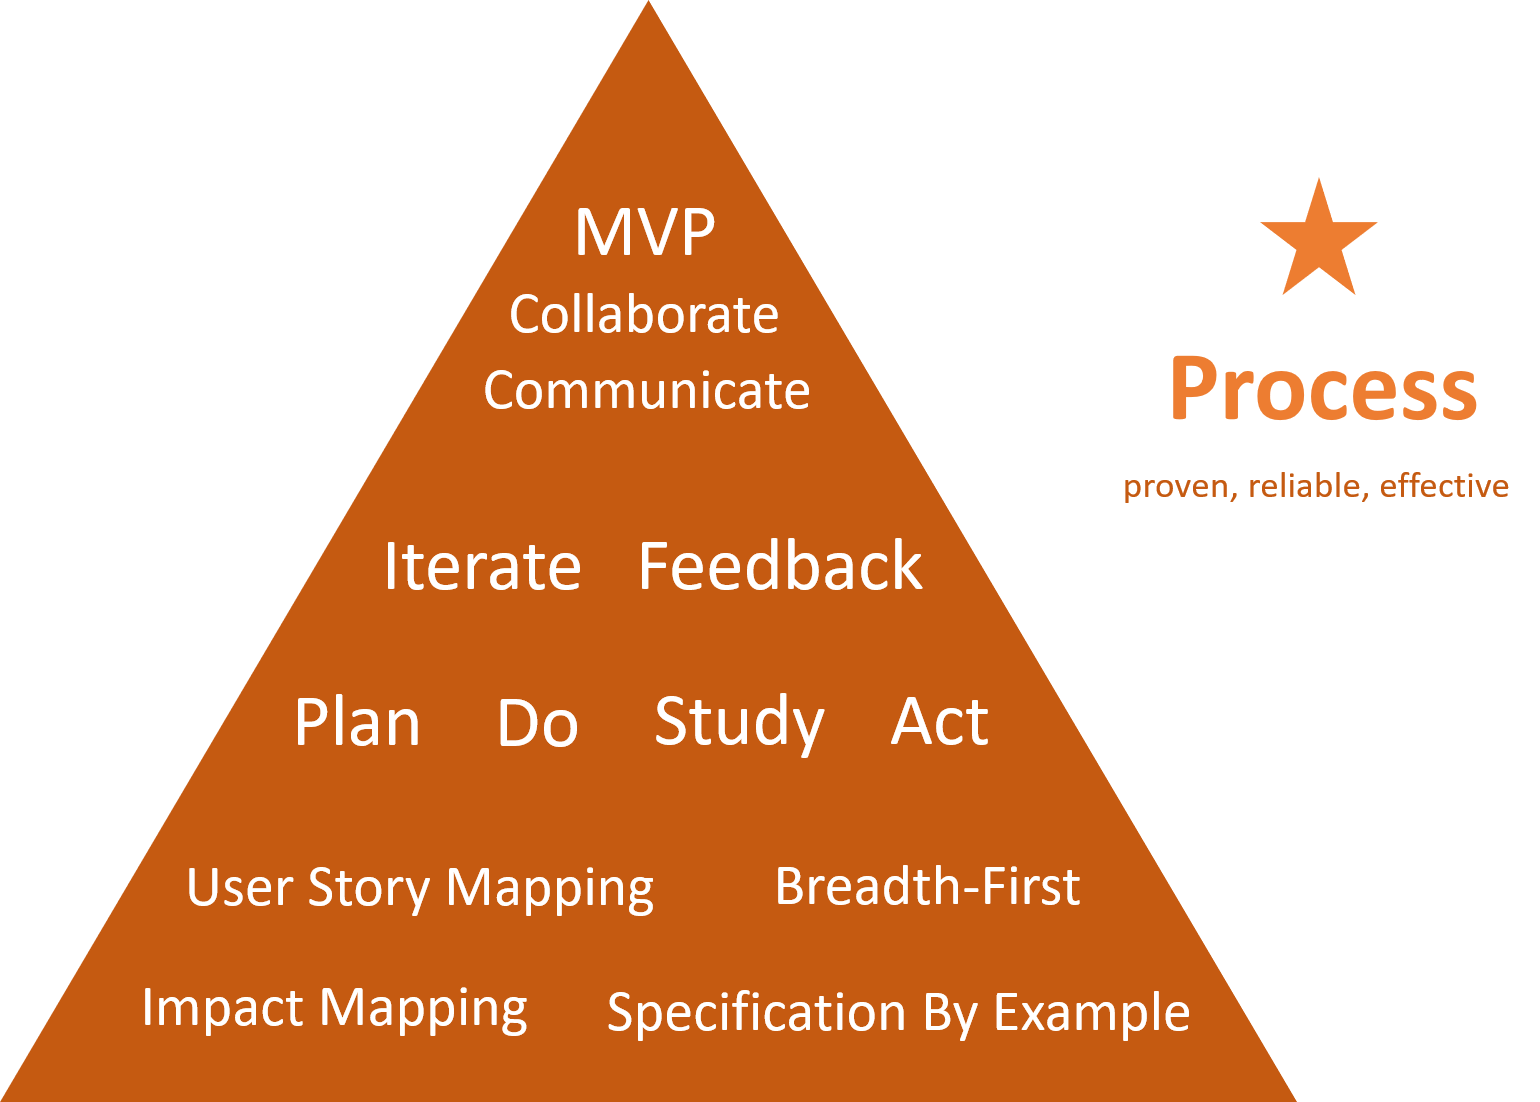 MVP
Collaborate
Communicate
Iterate Feedback
Plan Do Study Act
User Story Mapping Breadth-First
Impact Mapping Specification By Example
Process
proven, reliable, effective